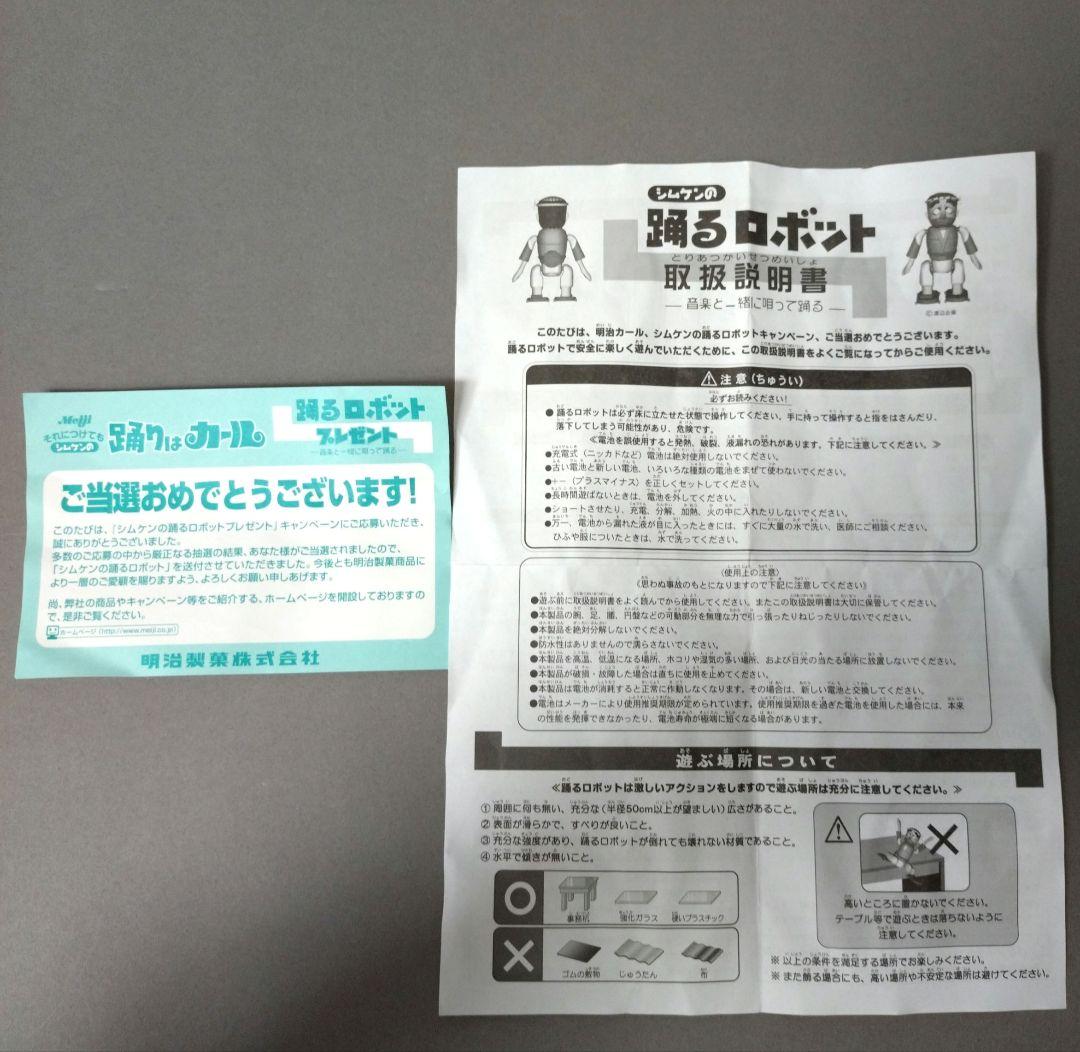 Meiji
それにつけても
シムケンの
踊りはカール
踊るロボット
プレゼント
―音楽と一緒に唄って踊る―
ご当選おめでとうございます!
このたびは、「シムケンの踊るロボットプレゼント」キャンペーンにご応募いただき、
誠にありがとうございました。
多数のご応募の中から厳正なる抽選の結果、あなた様がご当選されましたので、
「シムケンの踊るロボット」を送付させていただきました。今後とも明治製菓商品に
より一層のご愛顧を賜りますよう、よろしくお願い申しあげます。
尚、弊社の商品やキャンペーン等をご紹介する、ホームページを開設しておりますの
で、是非ご覧ください。
ホームページ(http://www.meiji.co.jp)
明治製菓株式会社
シムケンの
踊るロボット
とりあつかいせつめいしょ
取扱説明書
―音楽と一緒に唄って踊る―
©渡辺企画
このたびは、明治カール、シムケンの踊るロボットキャンペーン、ご当選おめでとうございます。
踊るロボットで安全に楽しく遊んでいただくために、この取扱説明書をよくご覧になってからご使用ください。
⚠注意(ちゅうい)
必ずお読みください!
●踊るロボットは必ず床に立たせた状態で操作してください。手に持って操作すると指をはさんだり、
落下してしまう可能性があり、危険です。
≪電池を誤使用すると発熱、破裂、液漏れの恐れがあります。下記に注意してください。≫
●充電式(ニッカドなど)電池は絶対使用しないでください。
●古い電池と新しい電池、いろいろな種類の電池をまぜて使わないでください。
●+-(プラスマイナス)を正しくセットしてください。
●長時間遊ばないときは、電池を外してください。
●ショートさせたり、充電、分解、加熱、火の中に入れたりしないでください。
●万一、電池から漏れた液が目に入ったときには、すぐに大量の水で洗い、医師にご相談ください。
ひふや服についたときは、水で洗ってください。
〈使用上の注意〉
《思わぬ事故のもとになりますので下記に注意してください》
●遊ぶ前に取扱説明書をよく読んでから使用してください。またこの取扱説明書は大切に保管してください。
●本製品の腕、足、腰、円盤などの可動部分を無理な力で引っ張ったりねじったりしないでください。
●本製品を絶対分解しないでください。
●防水性はありませんので濡らさないでください。
●本製品を高温、低温になる場所、ホコリや湿気の多い場所、および日光の当たる場所に放置しないでください。
●本製品が破損・故障した場合は直ちに使用を止めてください。
●本製品は電池が消耗すると正常に作動しなくなります。その場合は、新しい電池と交換してください。
●電池はメーカーにより使用推奨期限が定められています。使用推奨期限を過ぎた電池を使用した場合には、本来
の性能を発揮できなかったり、電池寿命が極端に短くなる場合があります。
遊ぶ場所について
≪踊るロボットは激しいアクションをしますので遊ぶ場所は充分に注意してください。≫
①周囲に何も無い、充分な(半径50cm以上が望ましい)広さがあること。
②表面が滑らかで、すべりが良いこと。
③充分な強度があり、踊るロボットが倒れても壊れない材質であること。
④水平で傾きが無いこと。
事務机
強化ガラス
硬いプラスチック
ゴムの敷物
じゅうたん
布
高いところに置かないでください。
テーブル等で遊ぶときは落ちないように
注意してください。
※以上の条件を満足する場所でお楽しみください。
※また飾る場合にも、高い場所や不安定な場所は避けてください。